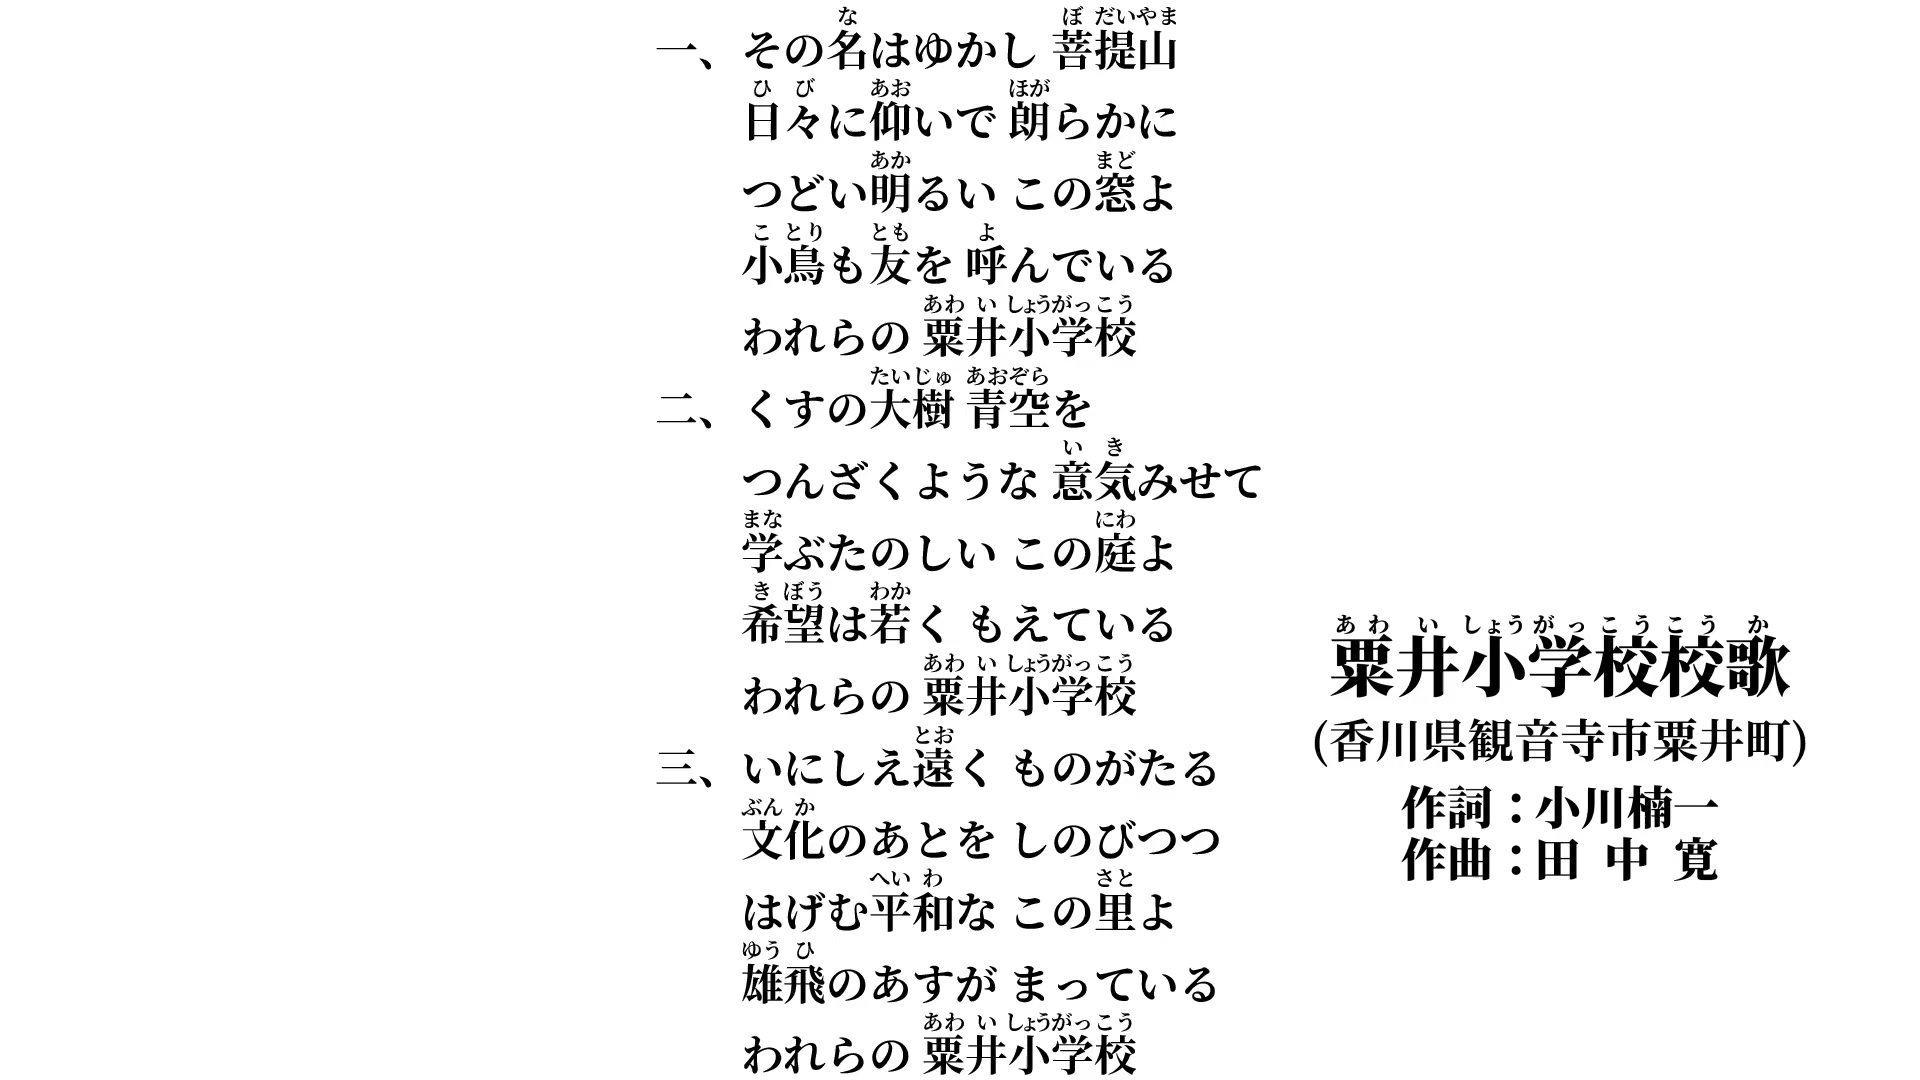 一、その名はゆかし 菩提山
日々に仰いで 朗らかに
つどい明るい この窓よ
小鳥も友を 呼んでいる
われらの 粟井小学校
二、くすの大樹 青空を
つんざくような 意気みせて
学ぶたのしい この庭よ
希望は若く もえている
われらの 粟井小学校
三、いにしえ遠く ものがたる
文化のあとを しのびつつ
はげむ平和な この里よ
雄飛のあすが まっている
われらの 粟井小学校
粟井小学校校歌
(香川県観音寺市粟井町)
作詞：小川楠一
作曲：田 中 寛